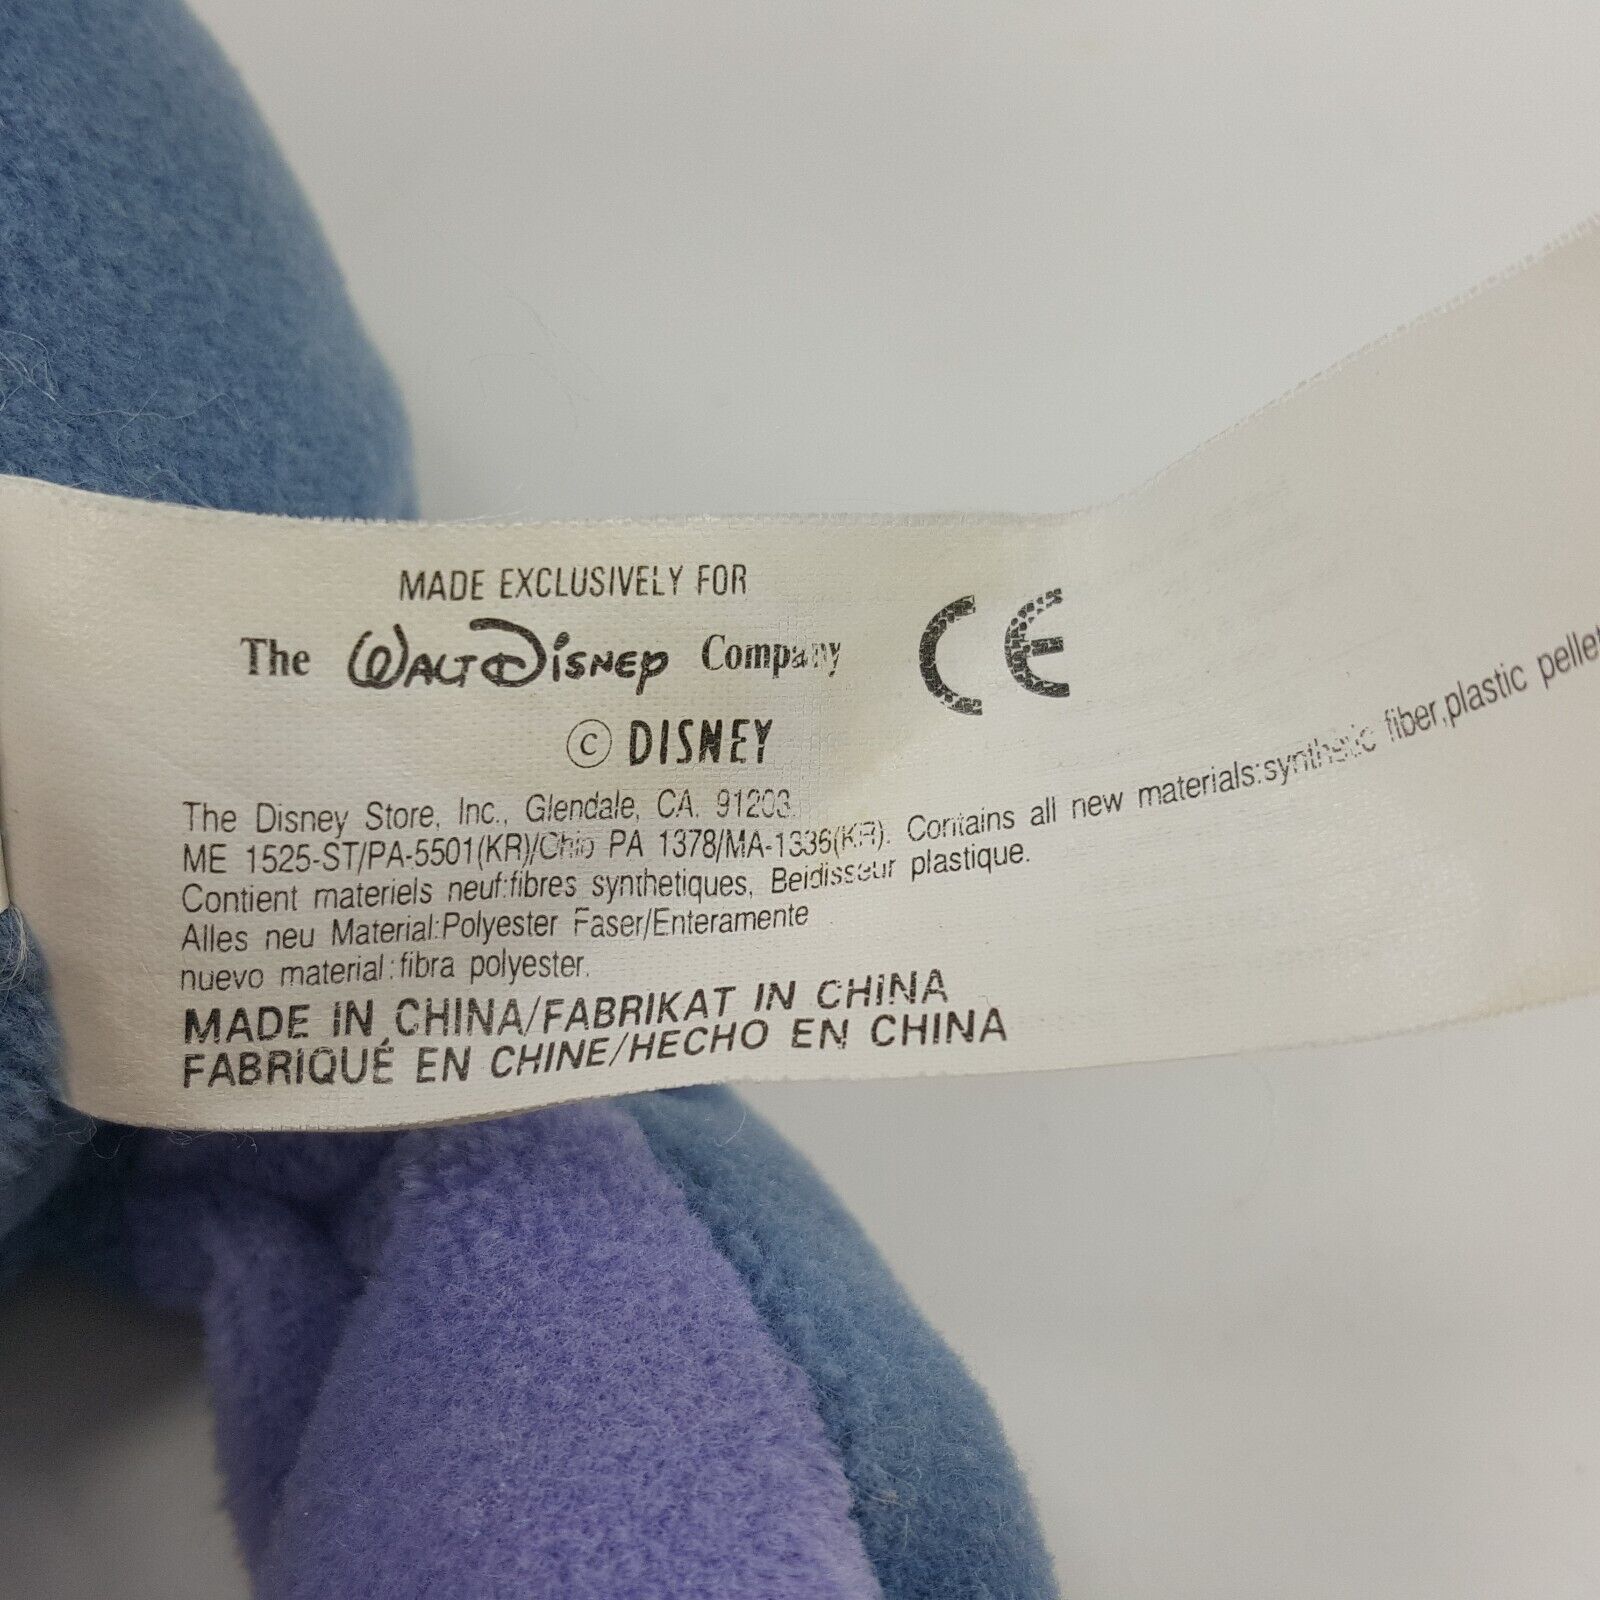 MADE EXCLUSIVELY FOR
The WALT DISNEY Company CE
© DISNEY
The Disney Store, Inc., Glendale, CA. 91203.
ME 1525-ST/PA-5501(KR)/Ohio PA 1378/MA-1336(KR). Contains all new materials:synthetic fiber,plastic pellet
Contient materiels neuf:fibres synthetiques, Beidisseur plastique.
Alles neu Material:Polyester Faser/Enteramente
nuevo material:fibra polyester.
MADE IN CHINA/FABRIKAT IN CHINA
FABRIQUÉ EN CHINE/HECHO EN CHINA